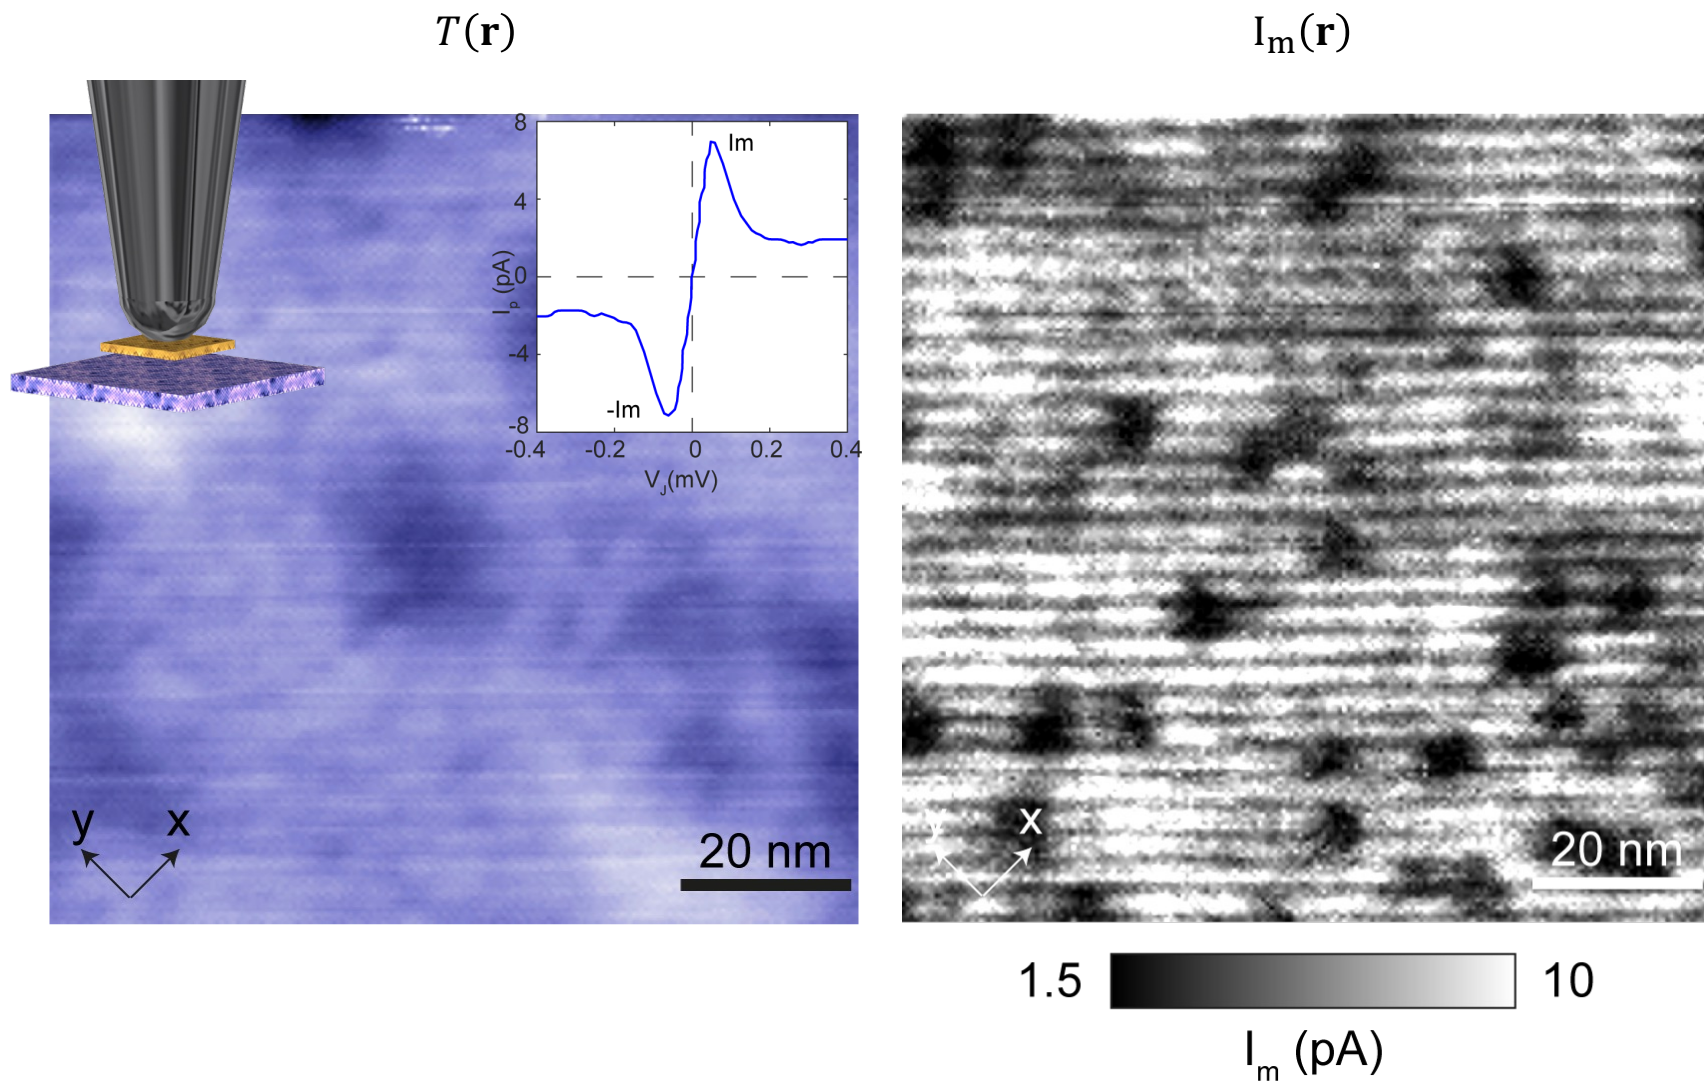 T(r)
I_m(r)
8
4
0
-4
-8
I_p (pA)
Im
-Im
-0.4 -0.2 0 0.2 0.4
V_J(mV)
y x
20 nm
y x
20 nm
1.5 10
I_m (pA)